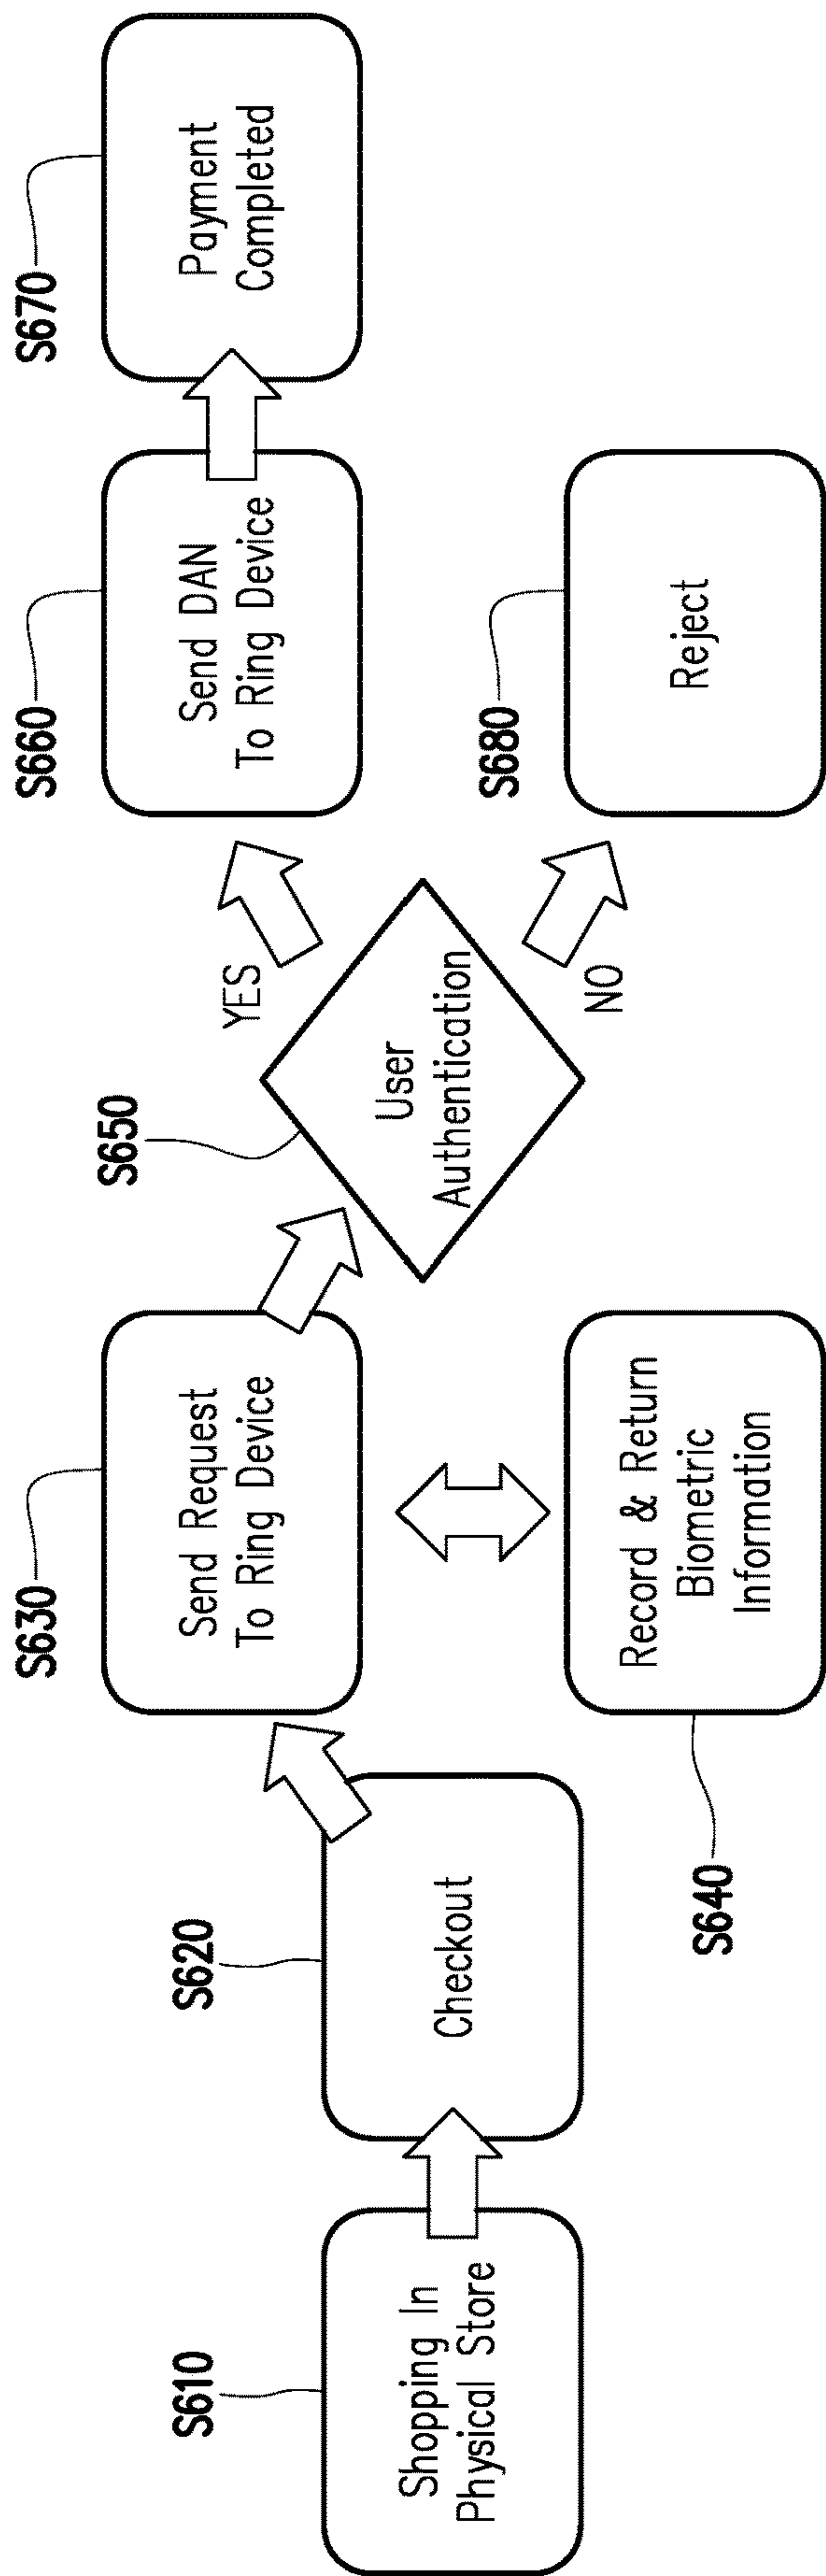 S610
Shopping In
Physical Store
S620
Checkout
S630
Send Request
To Ring Device
S640
Record & Return
Biometric
Information
S650
User
Authentication
YES
NO
S660
Send DAN
To Ring Device
S670
Payment
Completed
S680
Reject